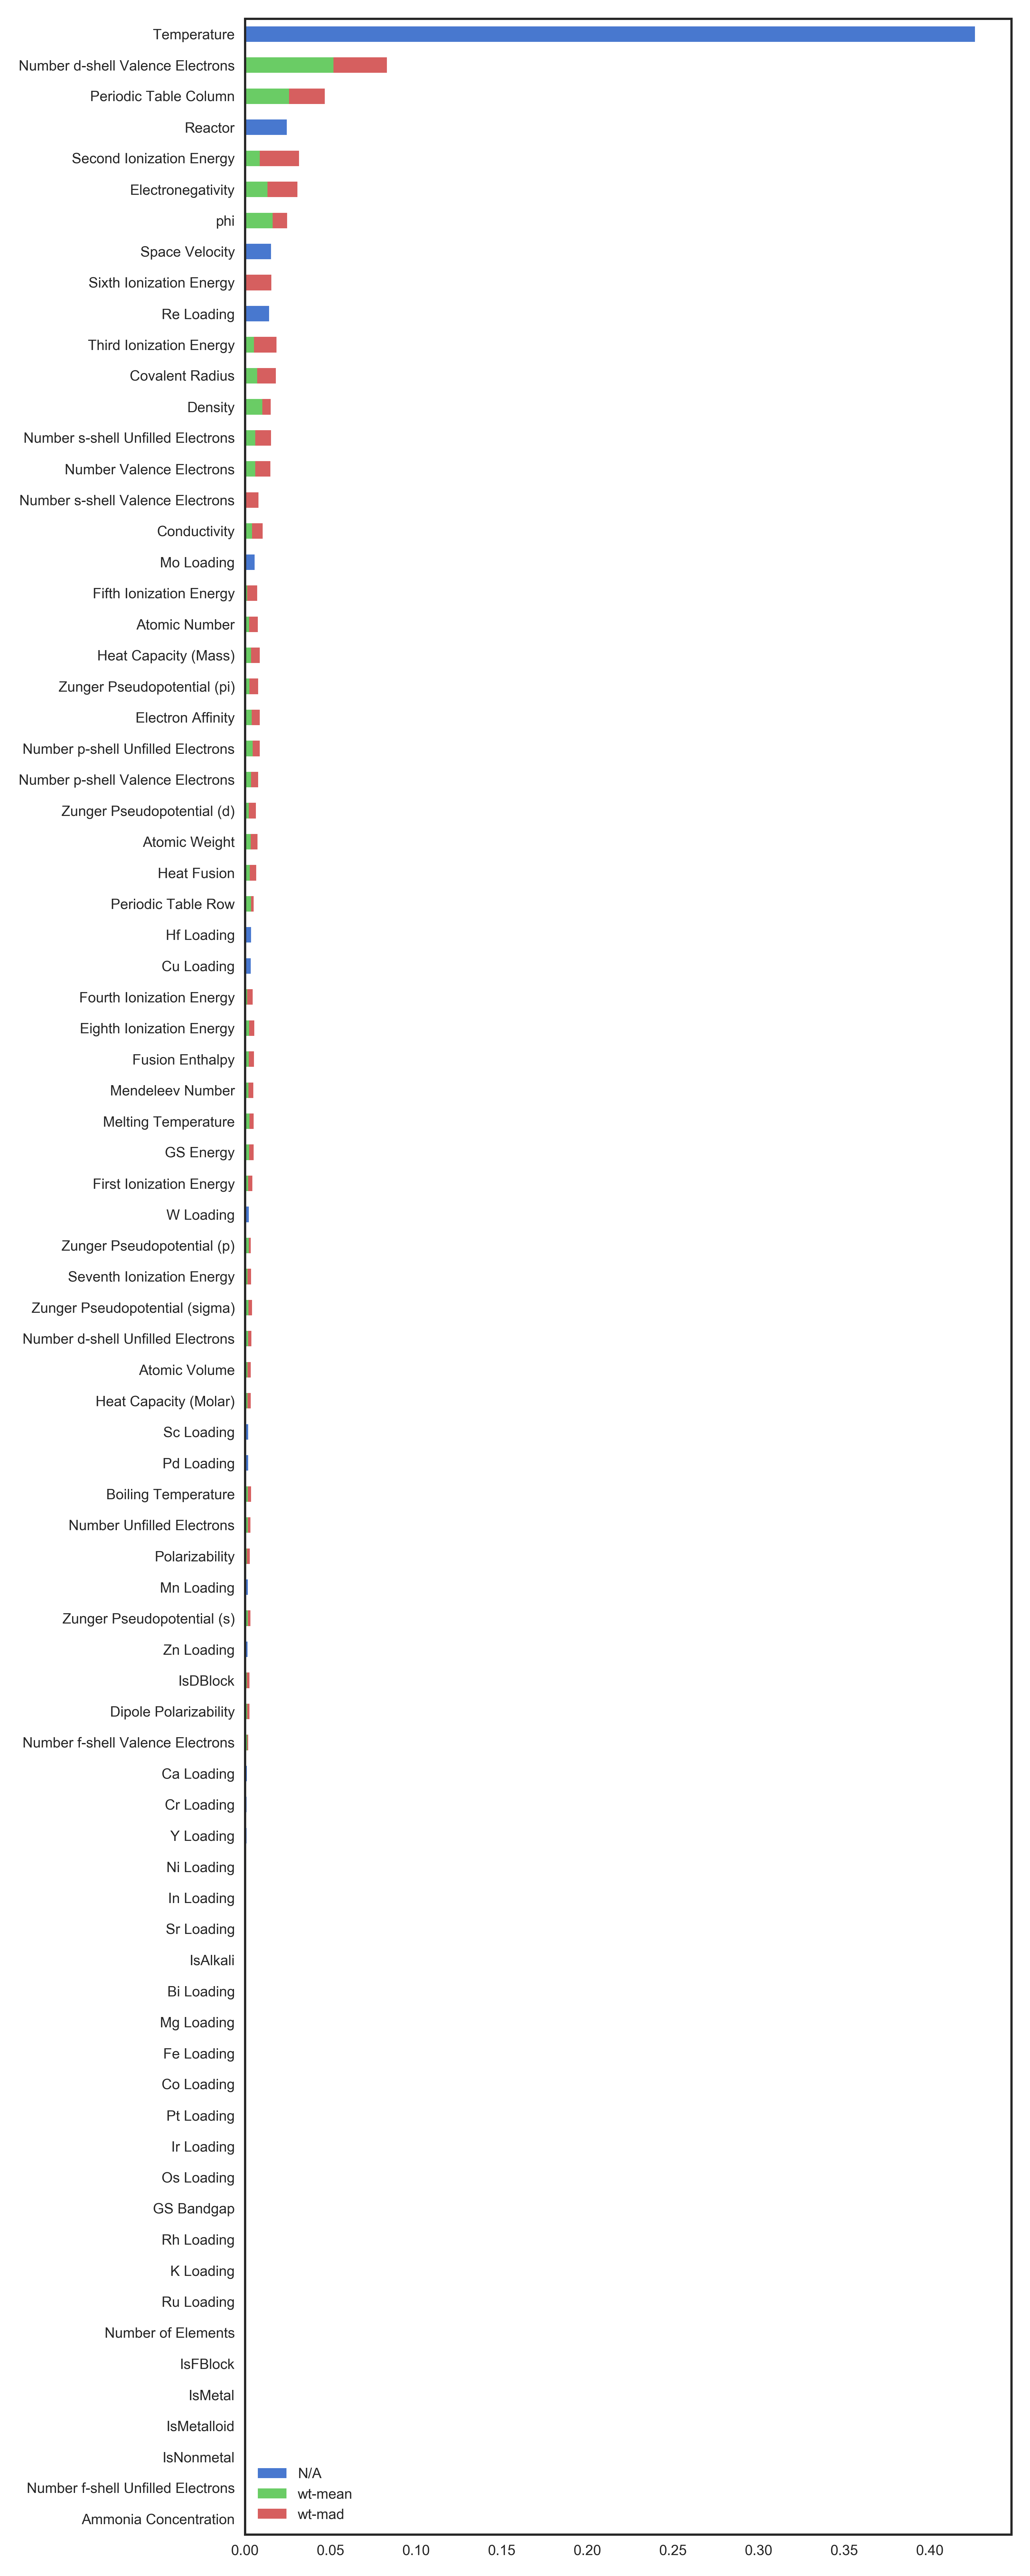 Temperature
Number d-shell Valence Electrons
Periodic Table Column
Reactor
Second Ionization Energy
Electronegativity
phi
Space Velocity
Sixth Ionization Energy
Re Loading
Third Ionization Energy
Covalent Radius
Density
Number s-shell Unfilled Electrons
Number Valence Electrons
Number s-shell Valence Electrons
Conductivity
Mo Loading
Fifth Ionization Energy
Atomic Number
Heat Capacity (Mass)
Zunger Pseudopotential (pi)
Electron Affinity
Number p-shell Unfilled Electrons
Number p-shell Valence Electrons
Zunger Pseudopotential (d)
Atomic Weight
Heat Fusion
Periodic Table Row
Hf Loading
Cu Loading
Fourth Ionization Energy
Eighth Ionization Energy
Fusion Enthalpy
Mendeleev Number
Melting Temperature
GS Energy
First Ionization Energy
W Loading
Zunger Pseudopotential (p)
Seventh Ionization Energy
Zunger Pseudopotential (sigma)
Number d-shell Unfilled Electrons
Atomic Volume
Heat Capacity (Molar)
Sc Loading
Pd Loading
Boiling Temperature
Number Unfilled Electrons
Polarizability
Mn Loading
Zunger Pseudopotential (s)
Zn Loading
IsDBlock
Dipole Polarizability
Number f-shell Valence Electrons
Ca Loading
Cr Loading
Y Loading
Ni Loading
In Loading
Sr Loading
IsAlkali
Bi Loading
Mg Loading
Fe Loading
Co Loading
Pt Loading
Ir Loading
Os Loading
GS Bandgap
Rh Loading
K Loading
Ru Loading
Number of Elements
IsFBlock
IsMetal
IsMetalloid
IsNonmetal
Number f-shell Unfilled Electrons
Ammonia Concentration
N/A
wt-mean
wt-mad
0.00 0.05 0.10 0.15 0.20 0.25 0.30 0.35 0.40